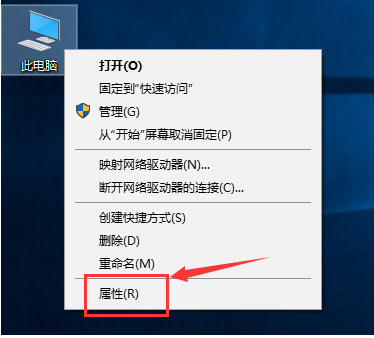 此电脑
打开(O)
固定到"快速访问"
管理(G)
从"开始"屏幕取消固定(P)
映射网络驱动器(N)...
断开网络驱动器的连接(C)...
创建快捷方式(S)
删除(D)
重命名(M)
属性(R)